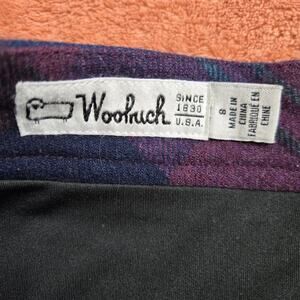 Woolrich
SINCE
1830
U.S.A.
8
MADE IN
CHINA
FABRIQUÉ EN
CHINE